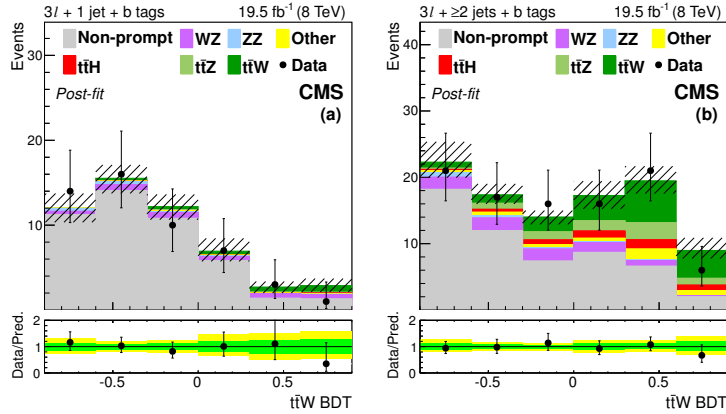 3l + 1 jet + b tags 19.5 fb⁻¹ (8 TeV)
Events
30
20
10
Non-prompt WZ ZZ Other
tt̄H tt̄Z tt̄W Data
Post-fit CMS
(a)
Data/Pred.
2
1
0
-0.5 0 0.5
tt̄W BDT
3l + ≥2 jets + b tags 19.5 fb⁻¹ (8 TeV)
Events
40
30
20
10
Non-prompt WZ ZZ Other
tt̄H tt̄Z tt̄W Data
Post-fit CMS
(b)
Data/Pred.
2
1
0
-0.5 0 0.5
tt̄W BDT